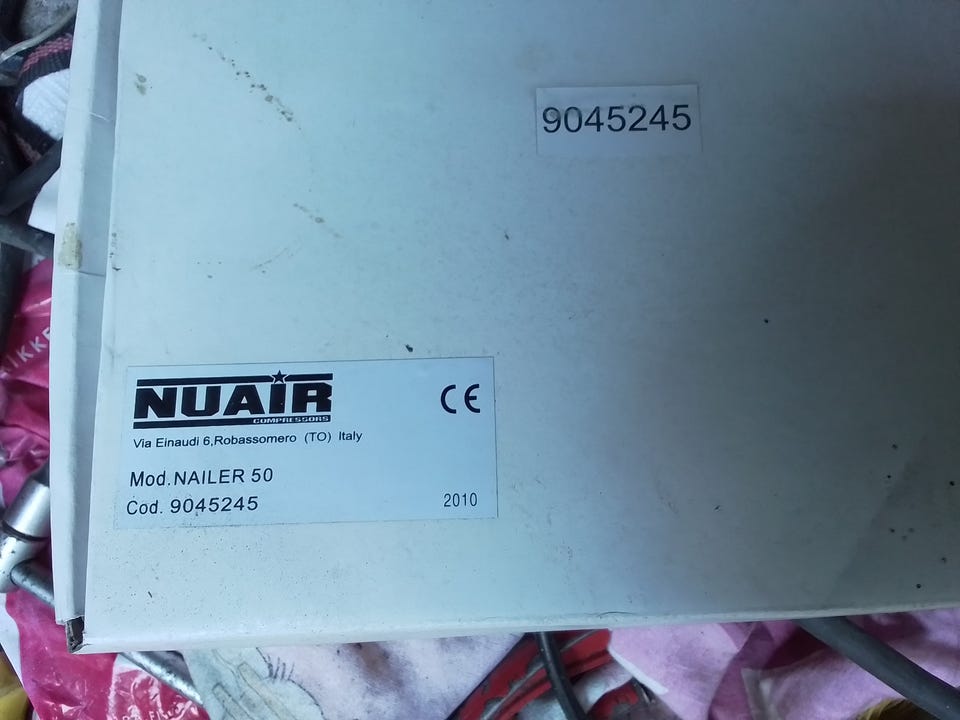 9045245
NUAIR
COMPRESSORS
CE
Via Einaudi 6,Robassomero (TO) Italy
Mod.NAILER 50
Cod. 9045245
2010